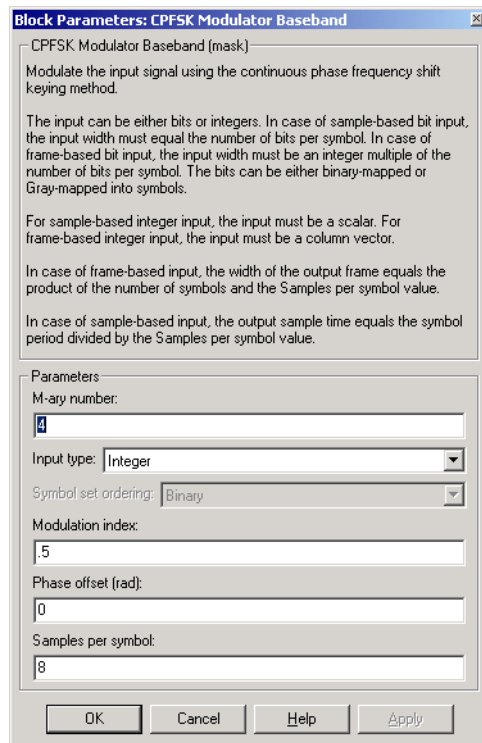 Block Parameters: CPFSK Modulator Baseband
CPFSK Modulator Baseband (mask)
Modulate the input signal using the continuous phase frequency shift
keying method.
The input can be either bits or integers. In case of sample-based bit input,
the input width must equal the number of bits per symbol. In case of
frame-based bit input, the input width must be an integer multiple of the
number of bits per symbol. The bits can be either binary-mapped or
Gray-mapped into symbols.
For sample-based integer input, the input must be a scalar. For
frame-based integer input, the input must be a column vector.
In case of frame-based input, the width of the output frame equals the
product of the number of symbols and the Samples per symbol value.
In case of sample-based input, the output sample time equals the symbol
period divided by the Samples per symbol value.
Parameters
M-ary number:
4
Input type: Integer
Symbol set ordering: Binary
Modulation index:
.5
Phase offset (rad):
0
Samples per symbol:
8
OK Cancel Help Apply